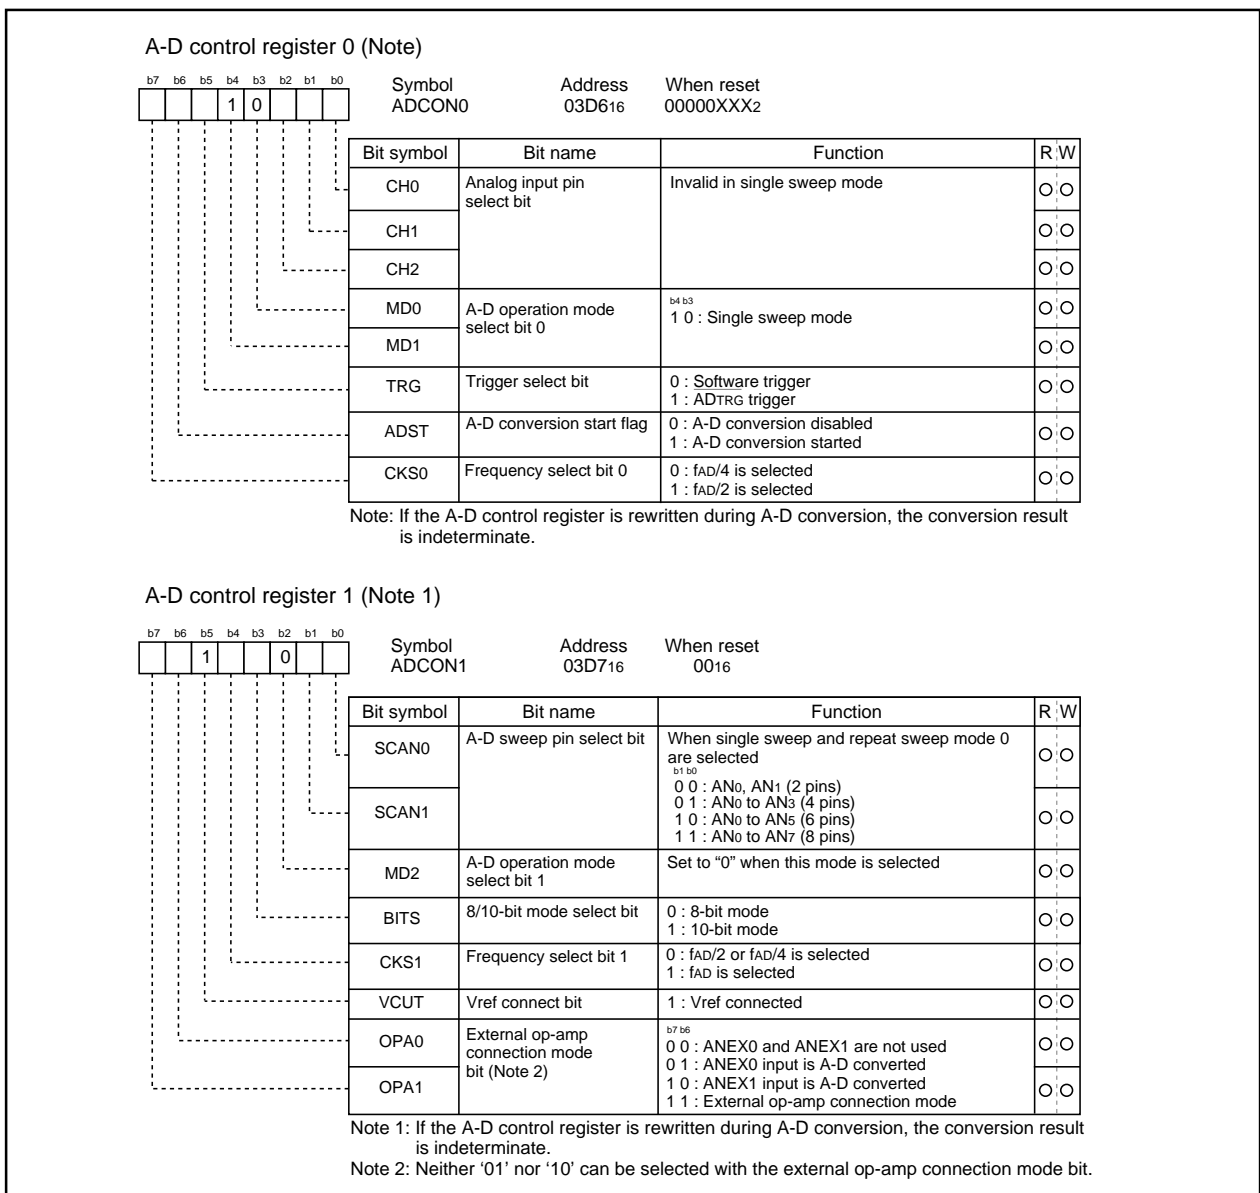 A-D control register 0 (Note)
b7 b6 b5 b4 b3 b2 b1 b0
1 0
Symbol Address When reset
ADCON0 03D616 00000XXX2
Bit symbol Bit name Function R W
CH0 Analog input pin Invalid in single sweep mode
select bit
CH1
CH2
MD0 A-D operation mode b4 b3
select bit 0 1 0 : Single sweep mode
MD1
TRG Trigger select bit 0 : Software trigger
1 : ADTRG trigger
ADST A-D conversion start flag 0 : A-D conversion disabled
1 : A-D conversion started
CKS0 Frequency select bit 0 0 : fAD/4 is selected
1 : fAD/2 is selected
Note: If the A-D control register is rewritten during A-D conversion, the conversion result
is indeterminate.
A-D control register 1 (Note 1)
b7 b6 b5 b4 b3 b2 b1 b0
1 0
Symbol Address When reset
ADCON1 03D716 0016
Bit symbol Bit name Function R W
SCAN0 A-D sweep pin select bit When single sweep and repeat sweep mode 0
are selected
b1 b0
0 0 : AN0, AN1 (2 pins)
0 1 : AN0 to AN3 (4 pins)
SCAN1 1 0 : AN0 to AN5 (6 pins)
1 1 : AN0 to AN7 (8 pins)
MD2 A-D operation mode Set to “0” when this mode is selected
select bit 1
BITS 8/10-bit mode select bit 0 : 8-bit mode
1 : 10-bit mode
CKS1 Frequency select bit 1 0 : fAD/2 or fAD/4 is selected
1 : fAD is selected
VCUT Vref connect bit 1 : Vref connected
OPA0 External op-amp b7 b6
connection mode 0 0 : ANEX0 and ANEX1 are not used
bit (Note 2) 0 1 : ANEX0 input is A-D converted
OPA1 1 0 : ANEX1 input is A-D converted
1 1 : External op-amp connection mode
Note 1: If the A-D control register is rewritten during A-D conversion, the conversion result
is indeterminate.
Note 2: Neither ‘01’ nor ‘10’ can be selected with the external op-amp connection mode bit.